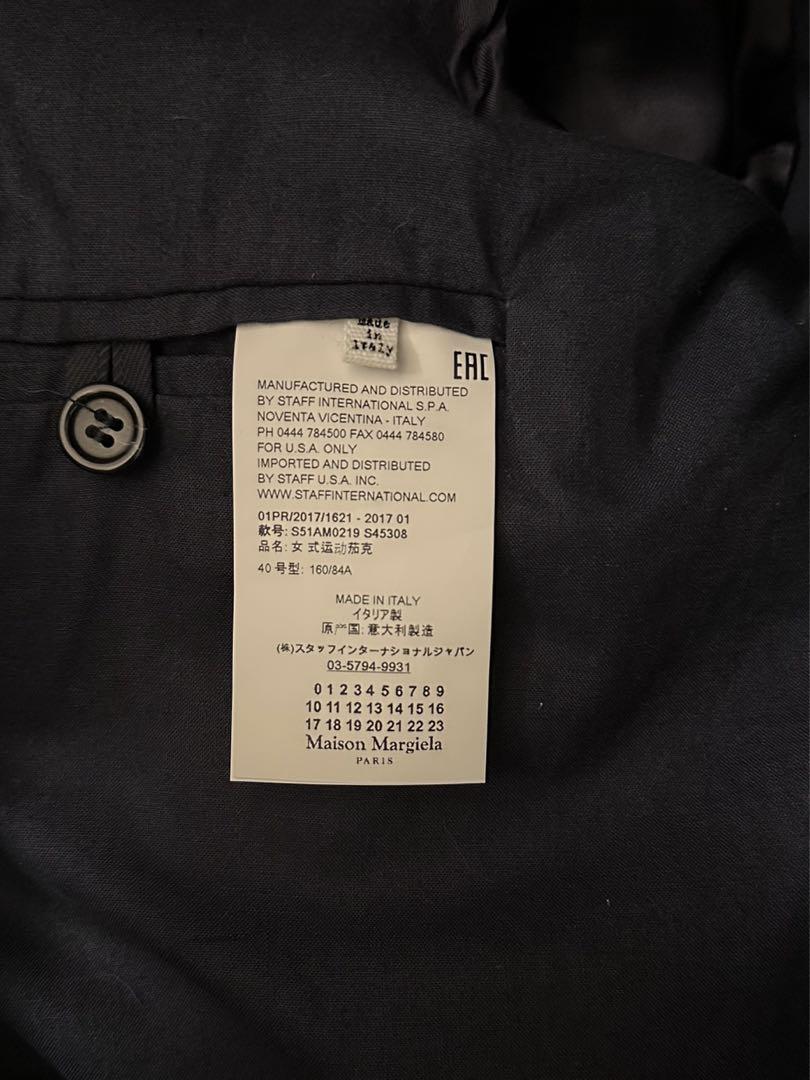 made
in
Italy
EAC
MANUFACTURED AND DISTRIBUTED
BY STAFF INTERNATIONAL S.P.A.
NOVENTA VICENTINA - ITALY
PH 0444 784500 FAX 0444 784580
FOR U.S.A. ONLY
IMPORTED AND DISTRIBUTED
BY STAFF U.S.A. INC.
WWW.STAFFINTERNATIONAL.COM
01PR/2017/1621 - 2017 01
款号: S51AM0219 S45308
品名: 女 式运动茄克
40 号型: 160/84A
MADE IN ITALY
イタリア製
原产国: 意大利製造
(株)スタッフインターナショナルジャパン
03-5794-9931
0 1 2 3 4 5 6 7 8 9
10 11 12 13 14 15 16
17 18 19 20 21 22 23
Maison Margiela
PARIS